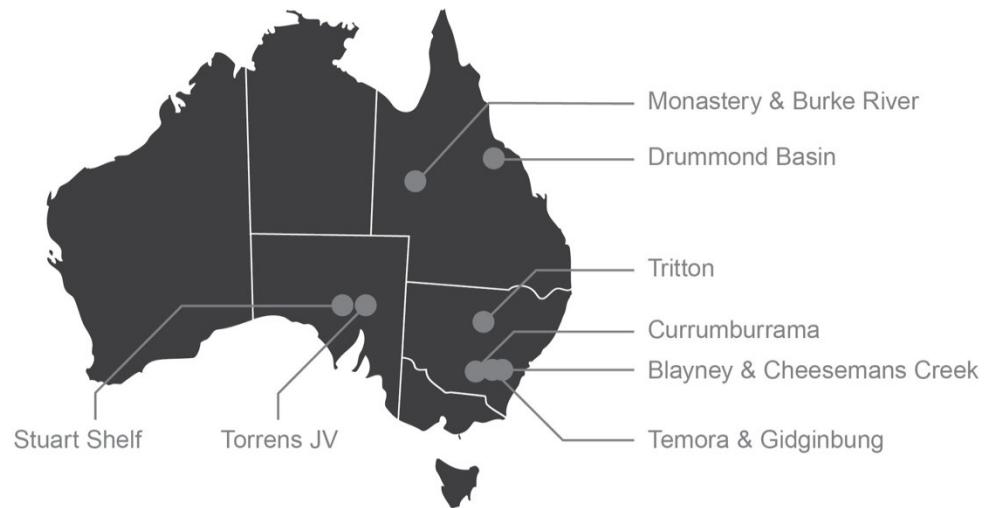 Monastery & Burke River
Drummond Basin
Tritton
Currumburrama
Blayney & Cheesemans Creek
Stuart Shelf
Torrens JV
Temora & Gidginbung